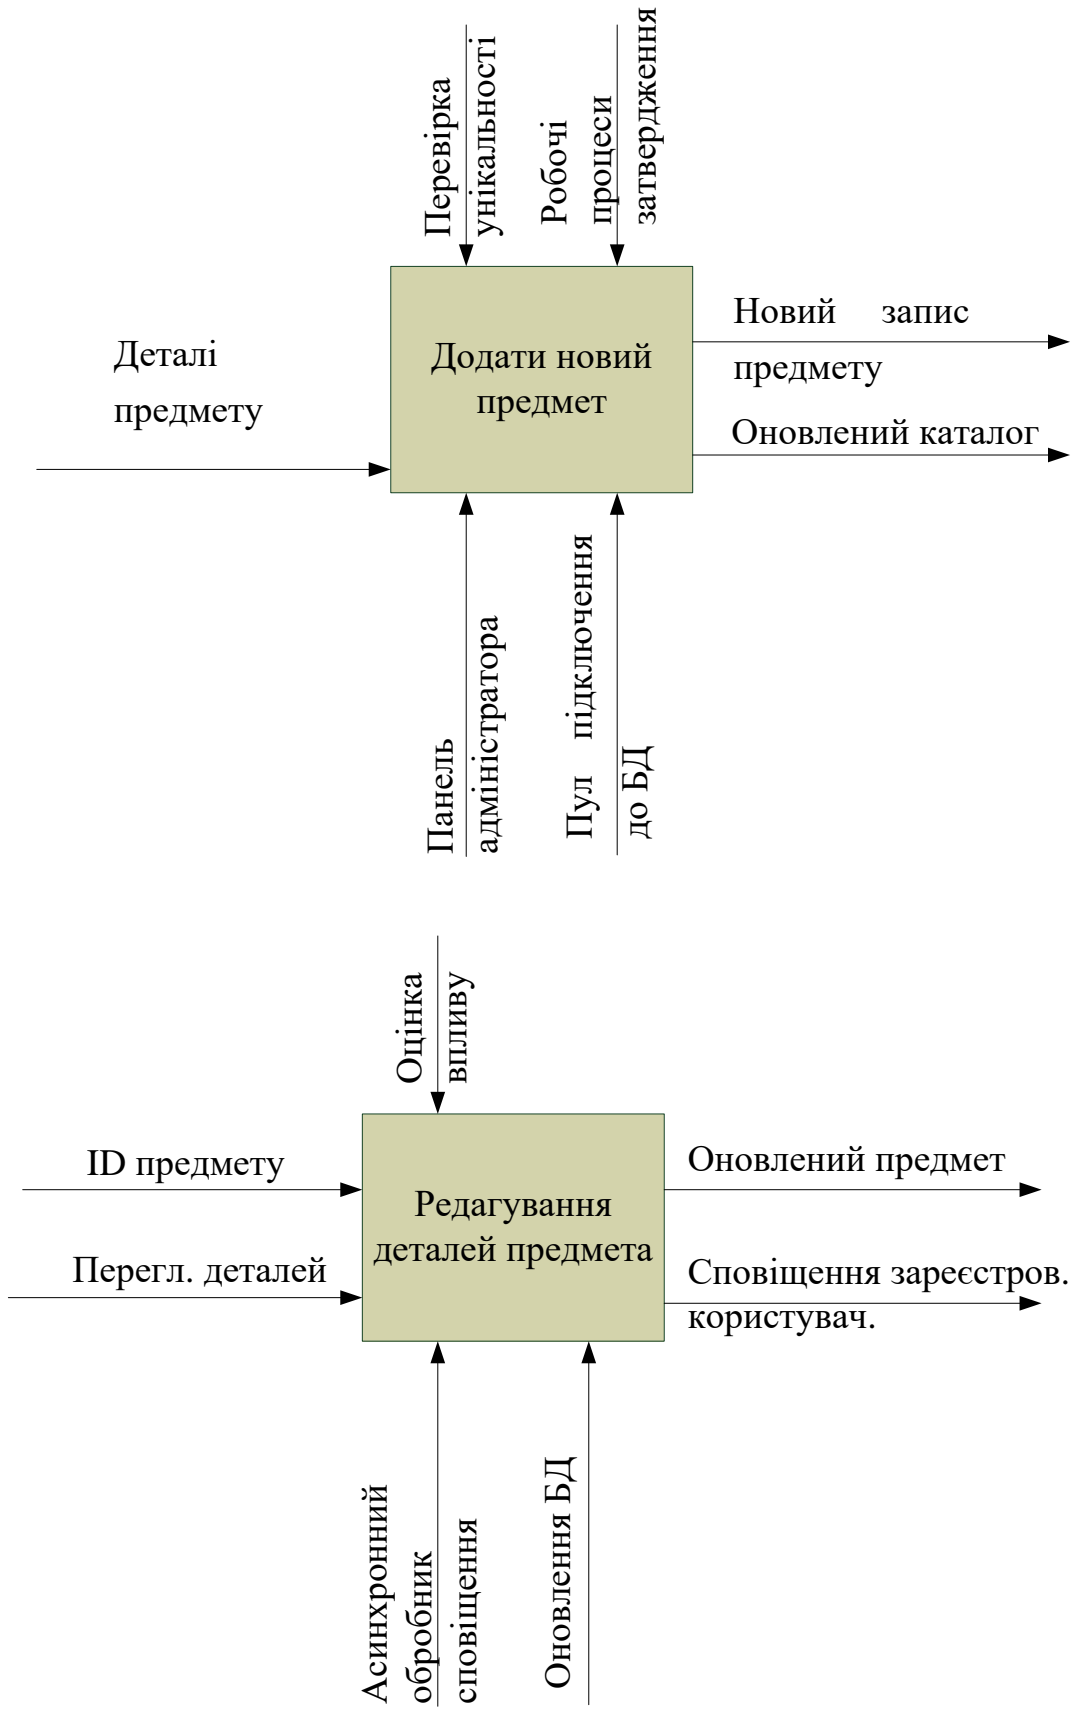 Перевірка
унікальності
Робочі
процеси
затвердження
Деталі
предмету
Додати новий
предмет
Новий запис
предмету
Оновлений каталог
Панель
адміністратора
Пул підключення
до БД
Оцінка
впливу
ID предмету
Перегл. деталей
Редагування
деталей предмета
Оновлений предмет
Сповіщення зареєстров.
користувач.
Асинхронний
обробник
сповіщення
Оновлення БД